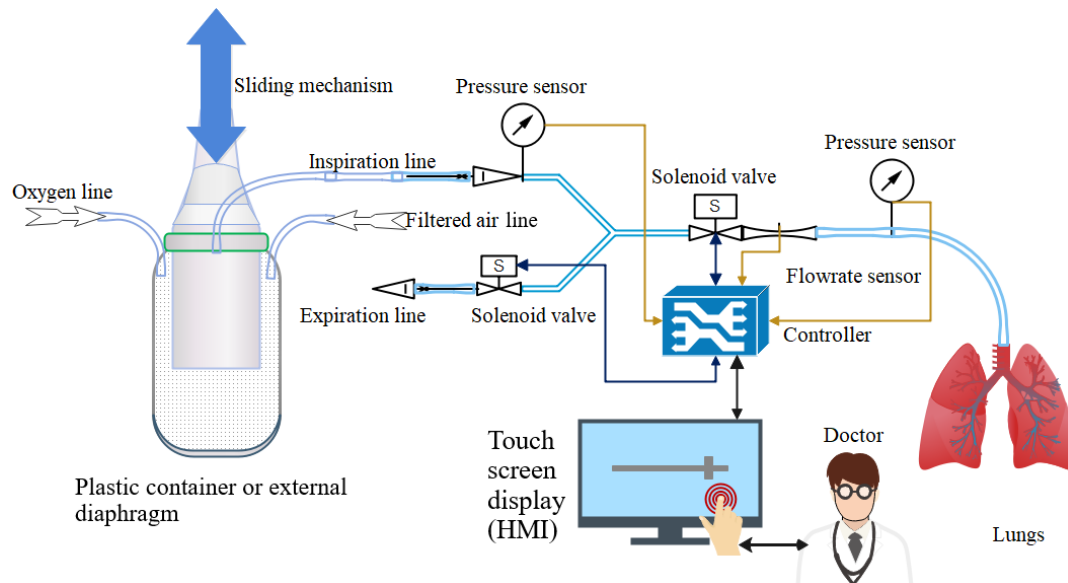 Sliding mechanism
Pressure sensor
Pressure sensor
Inspiration line
Solenoid valve
Oxygen line
S
Filtered air line
I
S
Flowrate sensor
I
Expiration line
Solenoid valve
Controller
Touch
screen
display
(HMI)
Doctor
Plastic container or external
diaphragm
Lungs